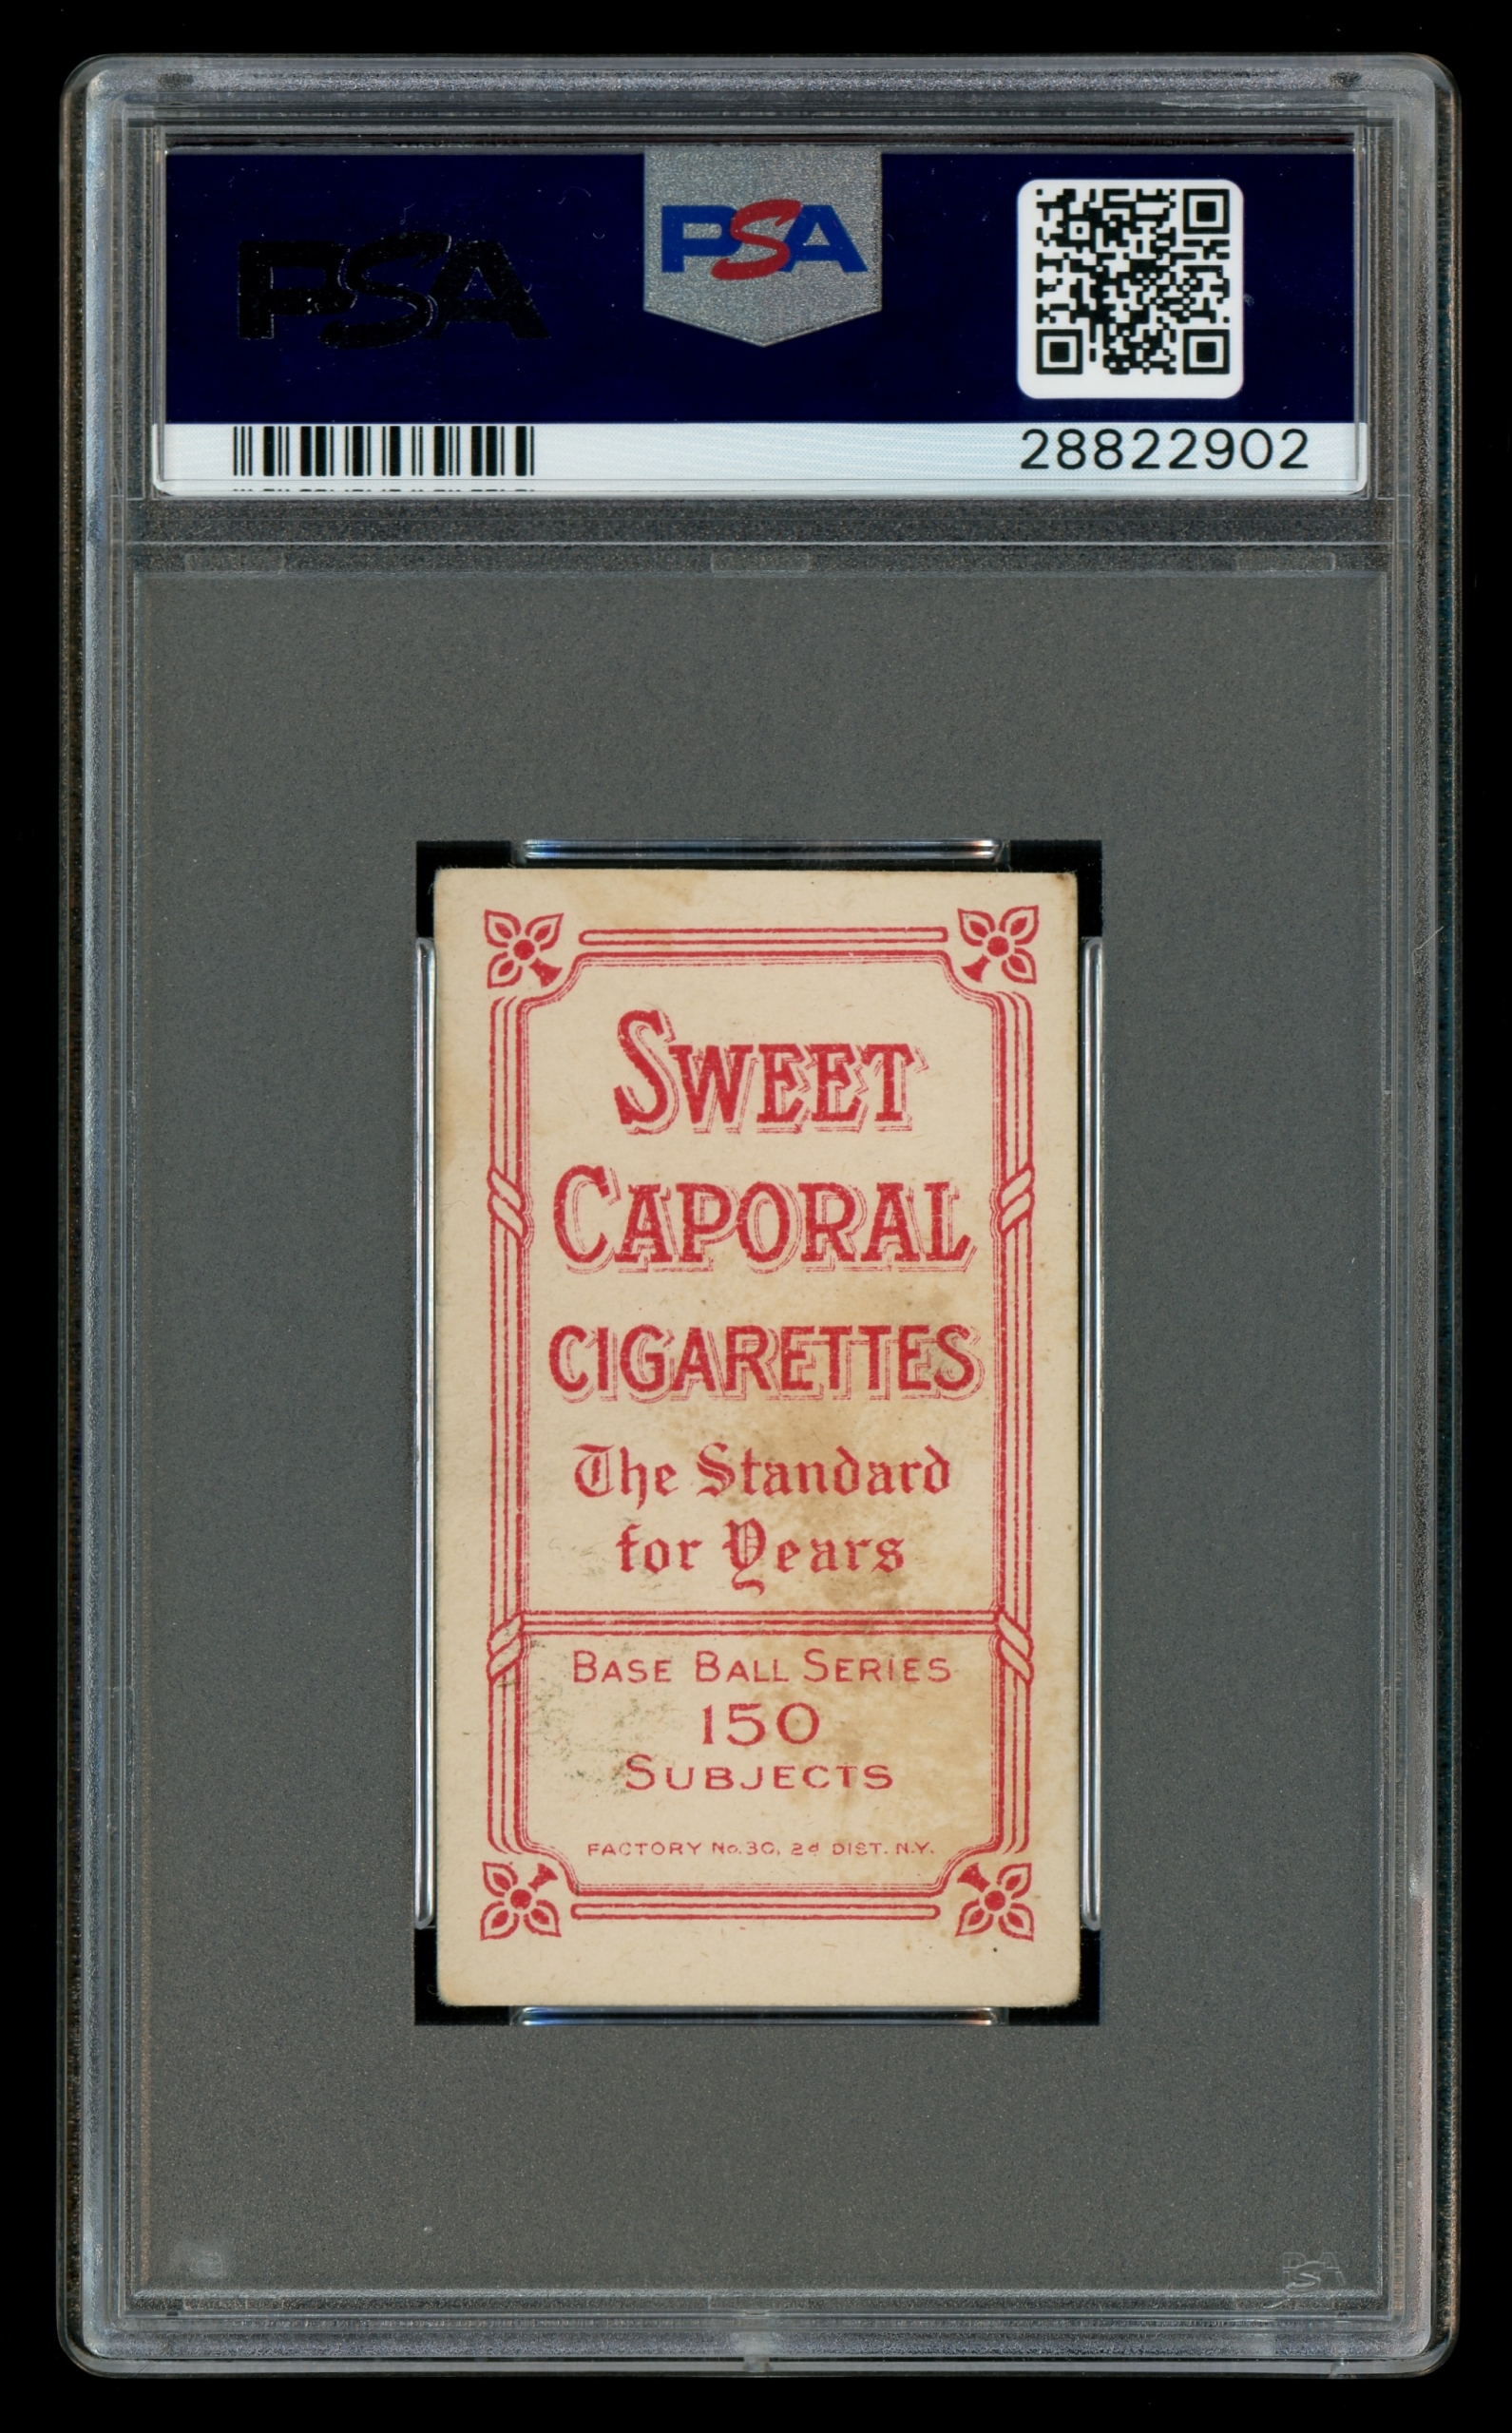 PSA
PSA
28822902
SWEET
CAPORAL
CIGARETTES
The Standard
for Years
BASE BALL SERIES
150
SUBJECTS
FACTORY No. 30, 2d DIST. N.Y.
PSA